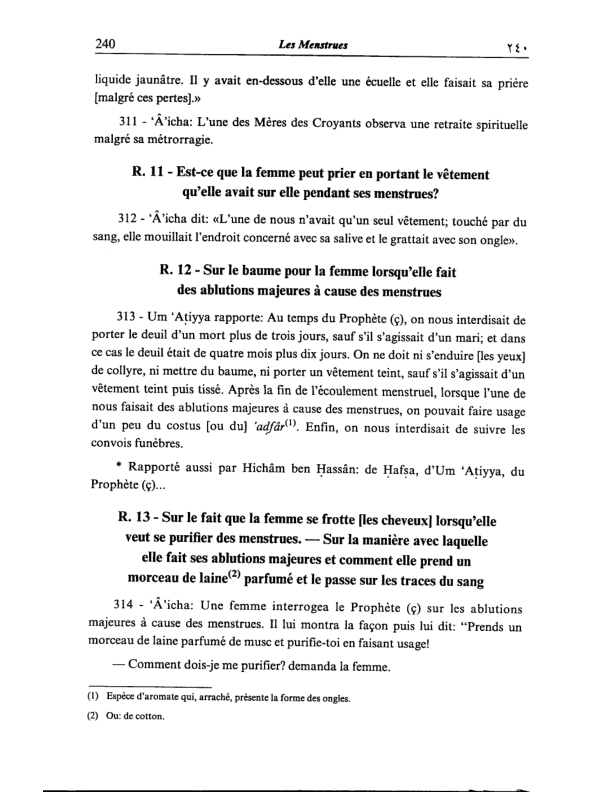 240 Les Menstrues ٢٤٠
liquide jaunâtre. Il y avait en-dessous d'elle une écuelle et elle faisait sa prière
[malgré ces pertes].»
311 - ‘Â’icha: L'une des Mères des Croyants observa une retraite spirituelle
malgré sa métrorragie.
R. 11 - Est-ce que la femme peut prier en portant le vêtement
qu'elle avait sur elle pendant ses menstrues?
312 - ‘Â’icha dit: «L'une de nous n'avait qu'un seul vêtement; touché par du
sang, elle mouillait l'endroit concerné avec sa salive et le grattait avec son ongle».
R. 12 - Sur le baume pour la femme lorsqu'elle fait
des ablutions majeures à cause des menstrues
313 - Um ‘Aṭiyya rapporte: Au temps du Prophète (ç), on nous interdisait de
porter le deuil d'un mort plus de trois jours, sauf s'il s'agissait d'un mari; et dans
ce cas le deuil était de quatre mois plus dix jours. On ne doit ni s'enduire [les yeux]
de collyre, ni mettre du baume, ni porter un vêtement teint, sauf s'il s'agissait d'un
vêtement teint puis tissé. Après la fin de l'écoulement menstruel, lorsque l'une de
nous faisait des ablutions majeures à cause des menstrues, on pouvait faire usage
d'un peu du costus [ou du] ’adfâr(1). Enfin, on nous interdisait de suivre les
convois funèbres.
* Rapporté aussi par Hichâm ben Ḥassân: de Ḥafṣa, d'Um ‘Aṭiyya, du
Prophète (ç)...
R. 13 - Sur le fait que la femme se frotte [les cheveux] lorsqu'elle
veut se purifier des menstrues. — Sur la manière avec laquelle
elle fait ses ablutions majeures et comment elle prend un
morceau de laine(2) parfumé et le passe sur les traces du sang
314 - ‘Â’icha: Une femme interrogea le Prophète (ç) sur les ablutions
majeures à cause des menstrues. Il lui montra la façon puis lui dit: “Prends un
morceau de laine parfumé de musc et purifie-toi en faisant usage!
— Comment dois-je me purifier? demanda la femme.
(1) Espèce d'aromate qui, arraché, présente la forme des ongles.
(2) Ou: de cotton.